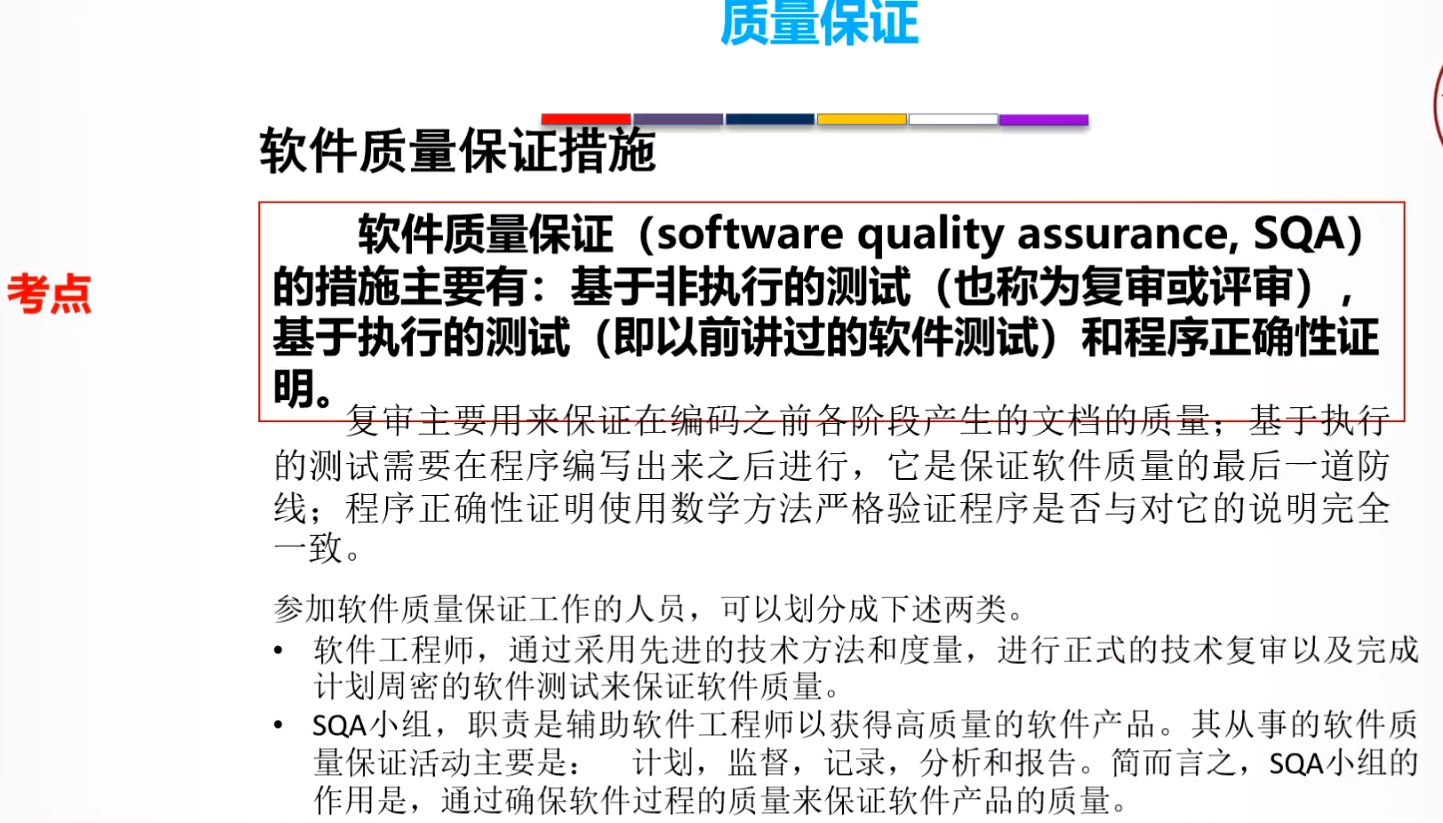 质量保证
软件质量保证措施
考点
软件质量保证（software quality assurance, SQA）
的措施主要有：基于非执行的测试（也称为复审或评审），
基于执行的测试（即以前讲过的软件测试）和程序正确性证
明。
复审主要用来保证在编码之前各阶段产生的文档的质量；基于执行
的测试需要在程序编写出来之后进行，它是保证软件质量的最后一道防
线；程序正确性证明使用数学方法严格验证程序是否与对它的说明完全
一致。
参加软件质量保证工作的人员，可以划分成下述两类。
• 软件工程师，通过采用先进的技术方法和度量，进行正式的技术复审以及完成
计划周密的软件测试来保证软件质量。
• SQA小组，职责是辅助软件工程师以获得高质量的软件产品。其从事的软件质
量保证活动主要是： 计划，监督，记录，分析和报告。简而言之，SQA小组的
作用是，通过确保软件过程的质量来保证软件产品的质量。